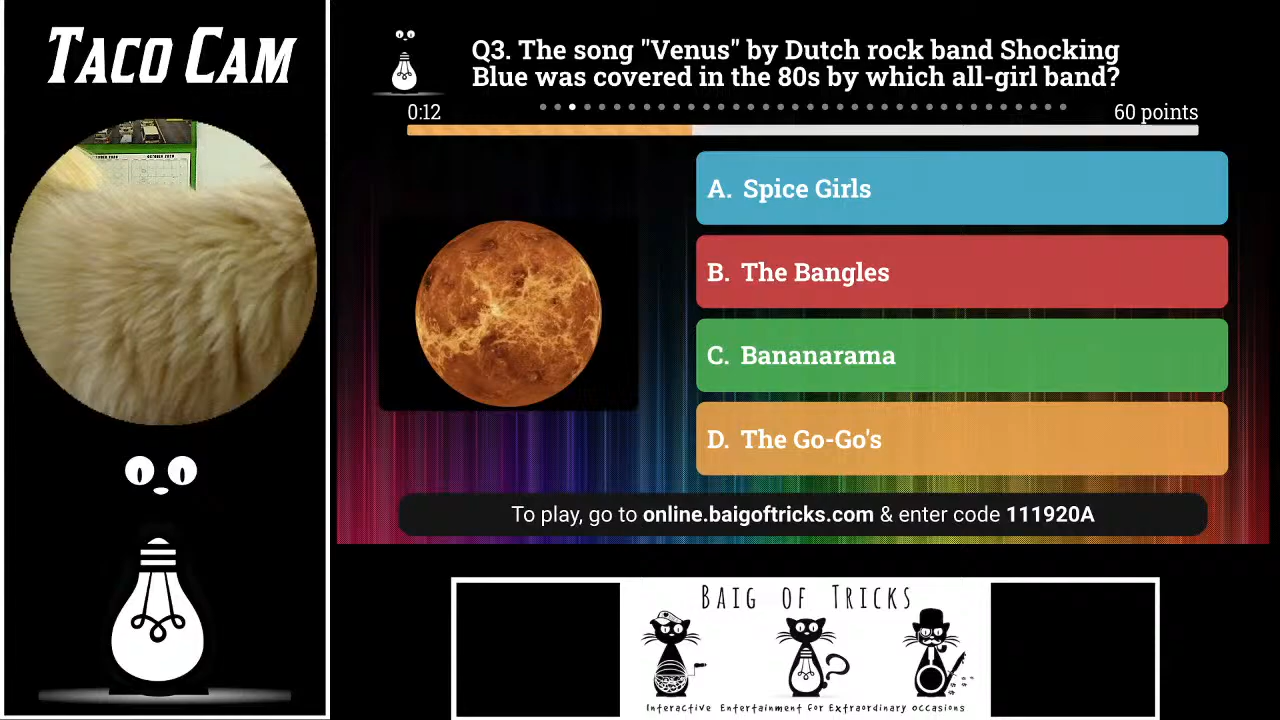 TACO CAM
OCTOBER 2020
Q3. The song "Venus" by Dutch rock band Shocking
Blue was covered in the 80s by which all-girl band?
0:12
60 points
A. Spice Girls
B. The Bangles
C. Bananarama
D. The Go-Go's
To play, go to online.baigoftricks.com & enter code 111920A
BAIG OF TRICKS
Interactive Entertainment for Extraordinary Occasions